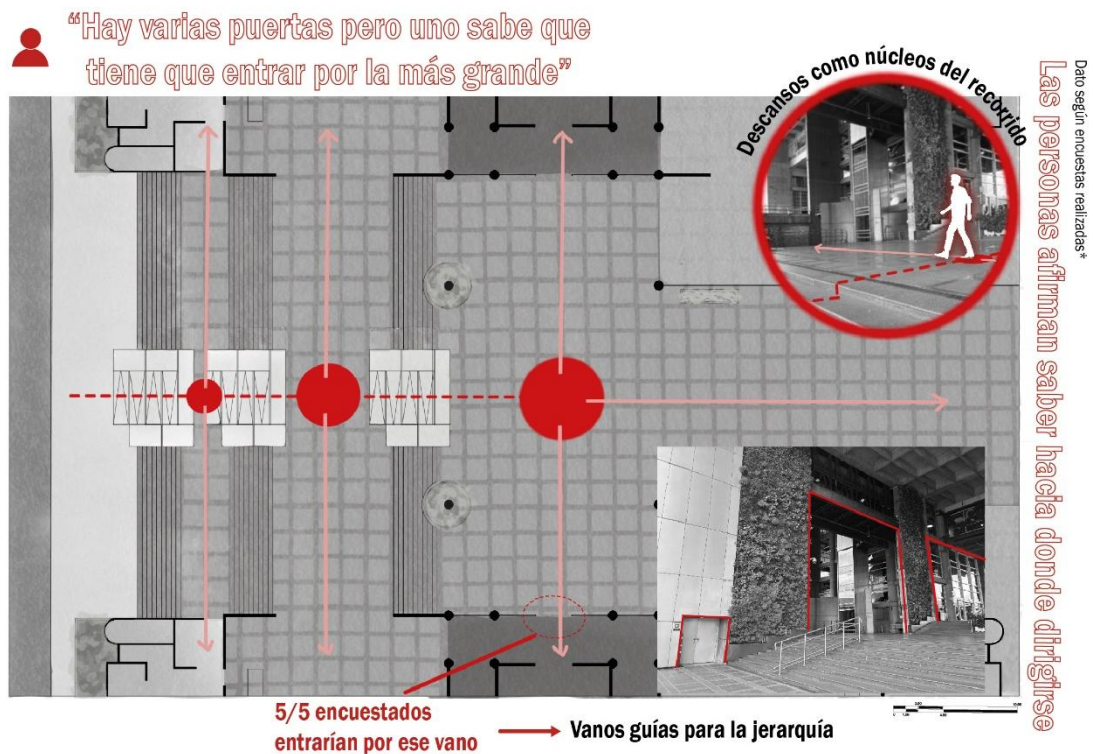 “Hay varias puertas pero uno sabe que
tiene que entrar por la más grande”
Descansos como núcleos del recorrido
Dato según encuestas realizadas*
Las personas afirman saber hacia donde dirigirse
5/5 encuestados
entrarían por ese vano
Vanos guías para la jerarquía